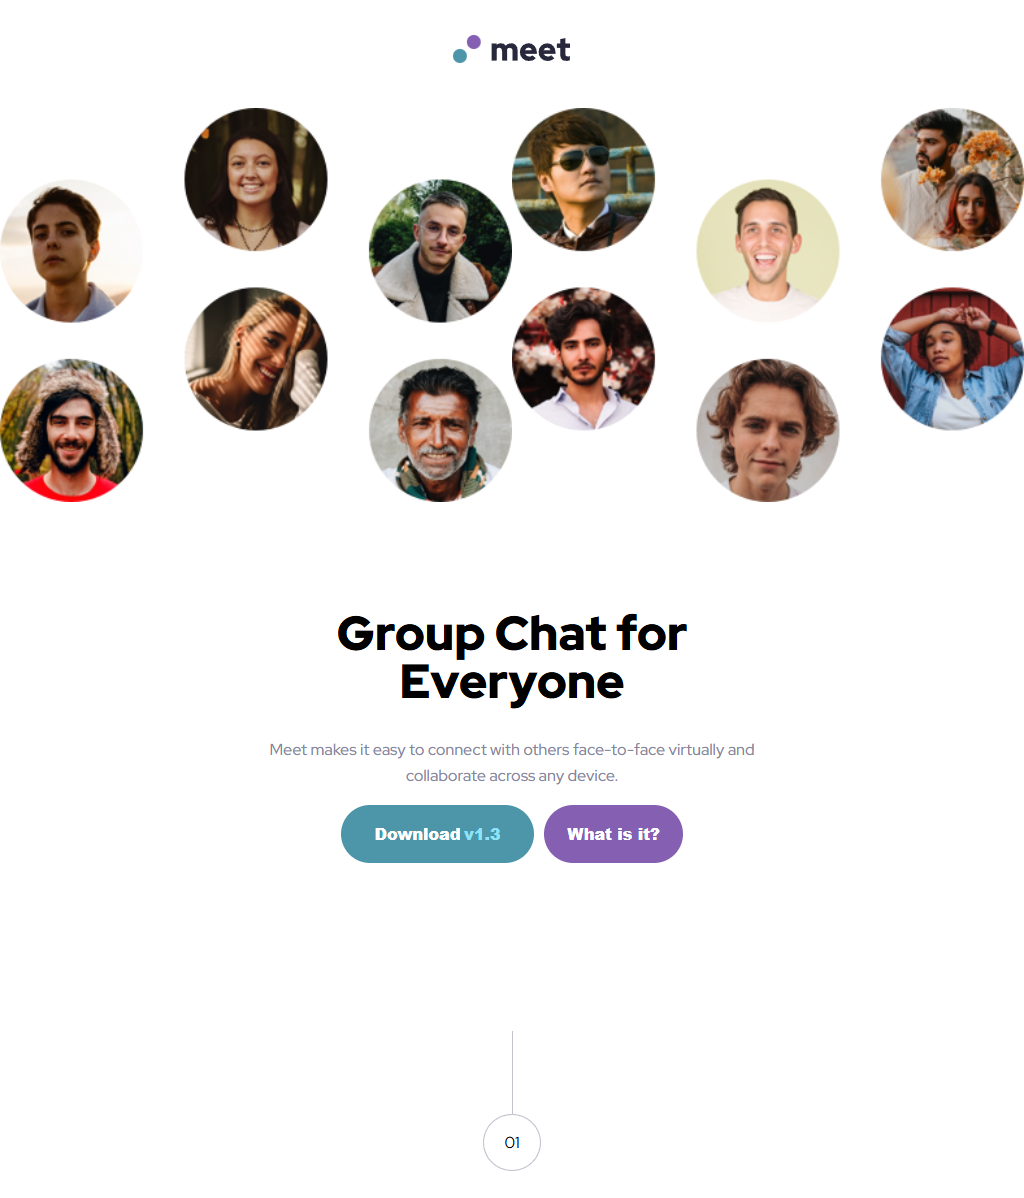 meet
Group Chat for
Everyone
Meet makes it easy to connect with others face-to-face virtually and
collaborate across any device.
Download v1.3
What is it?
01